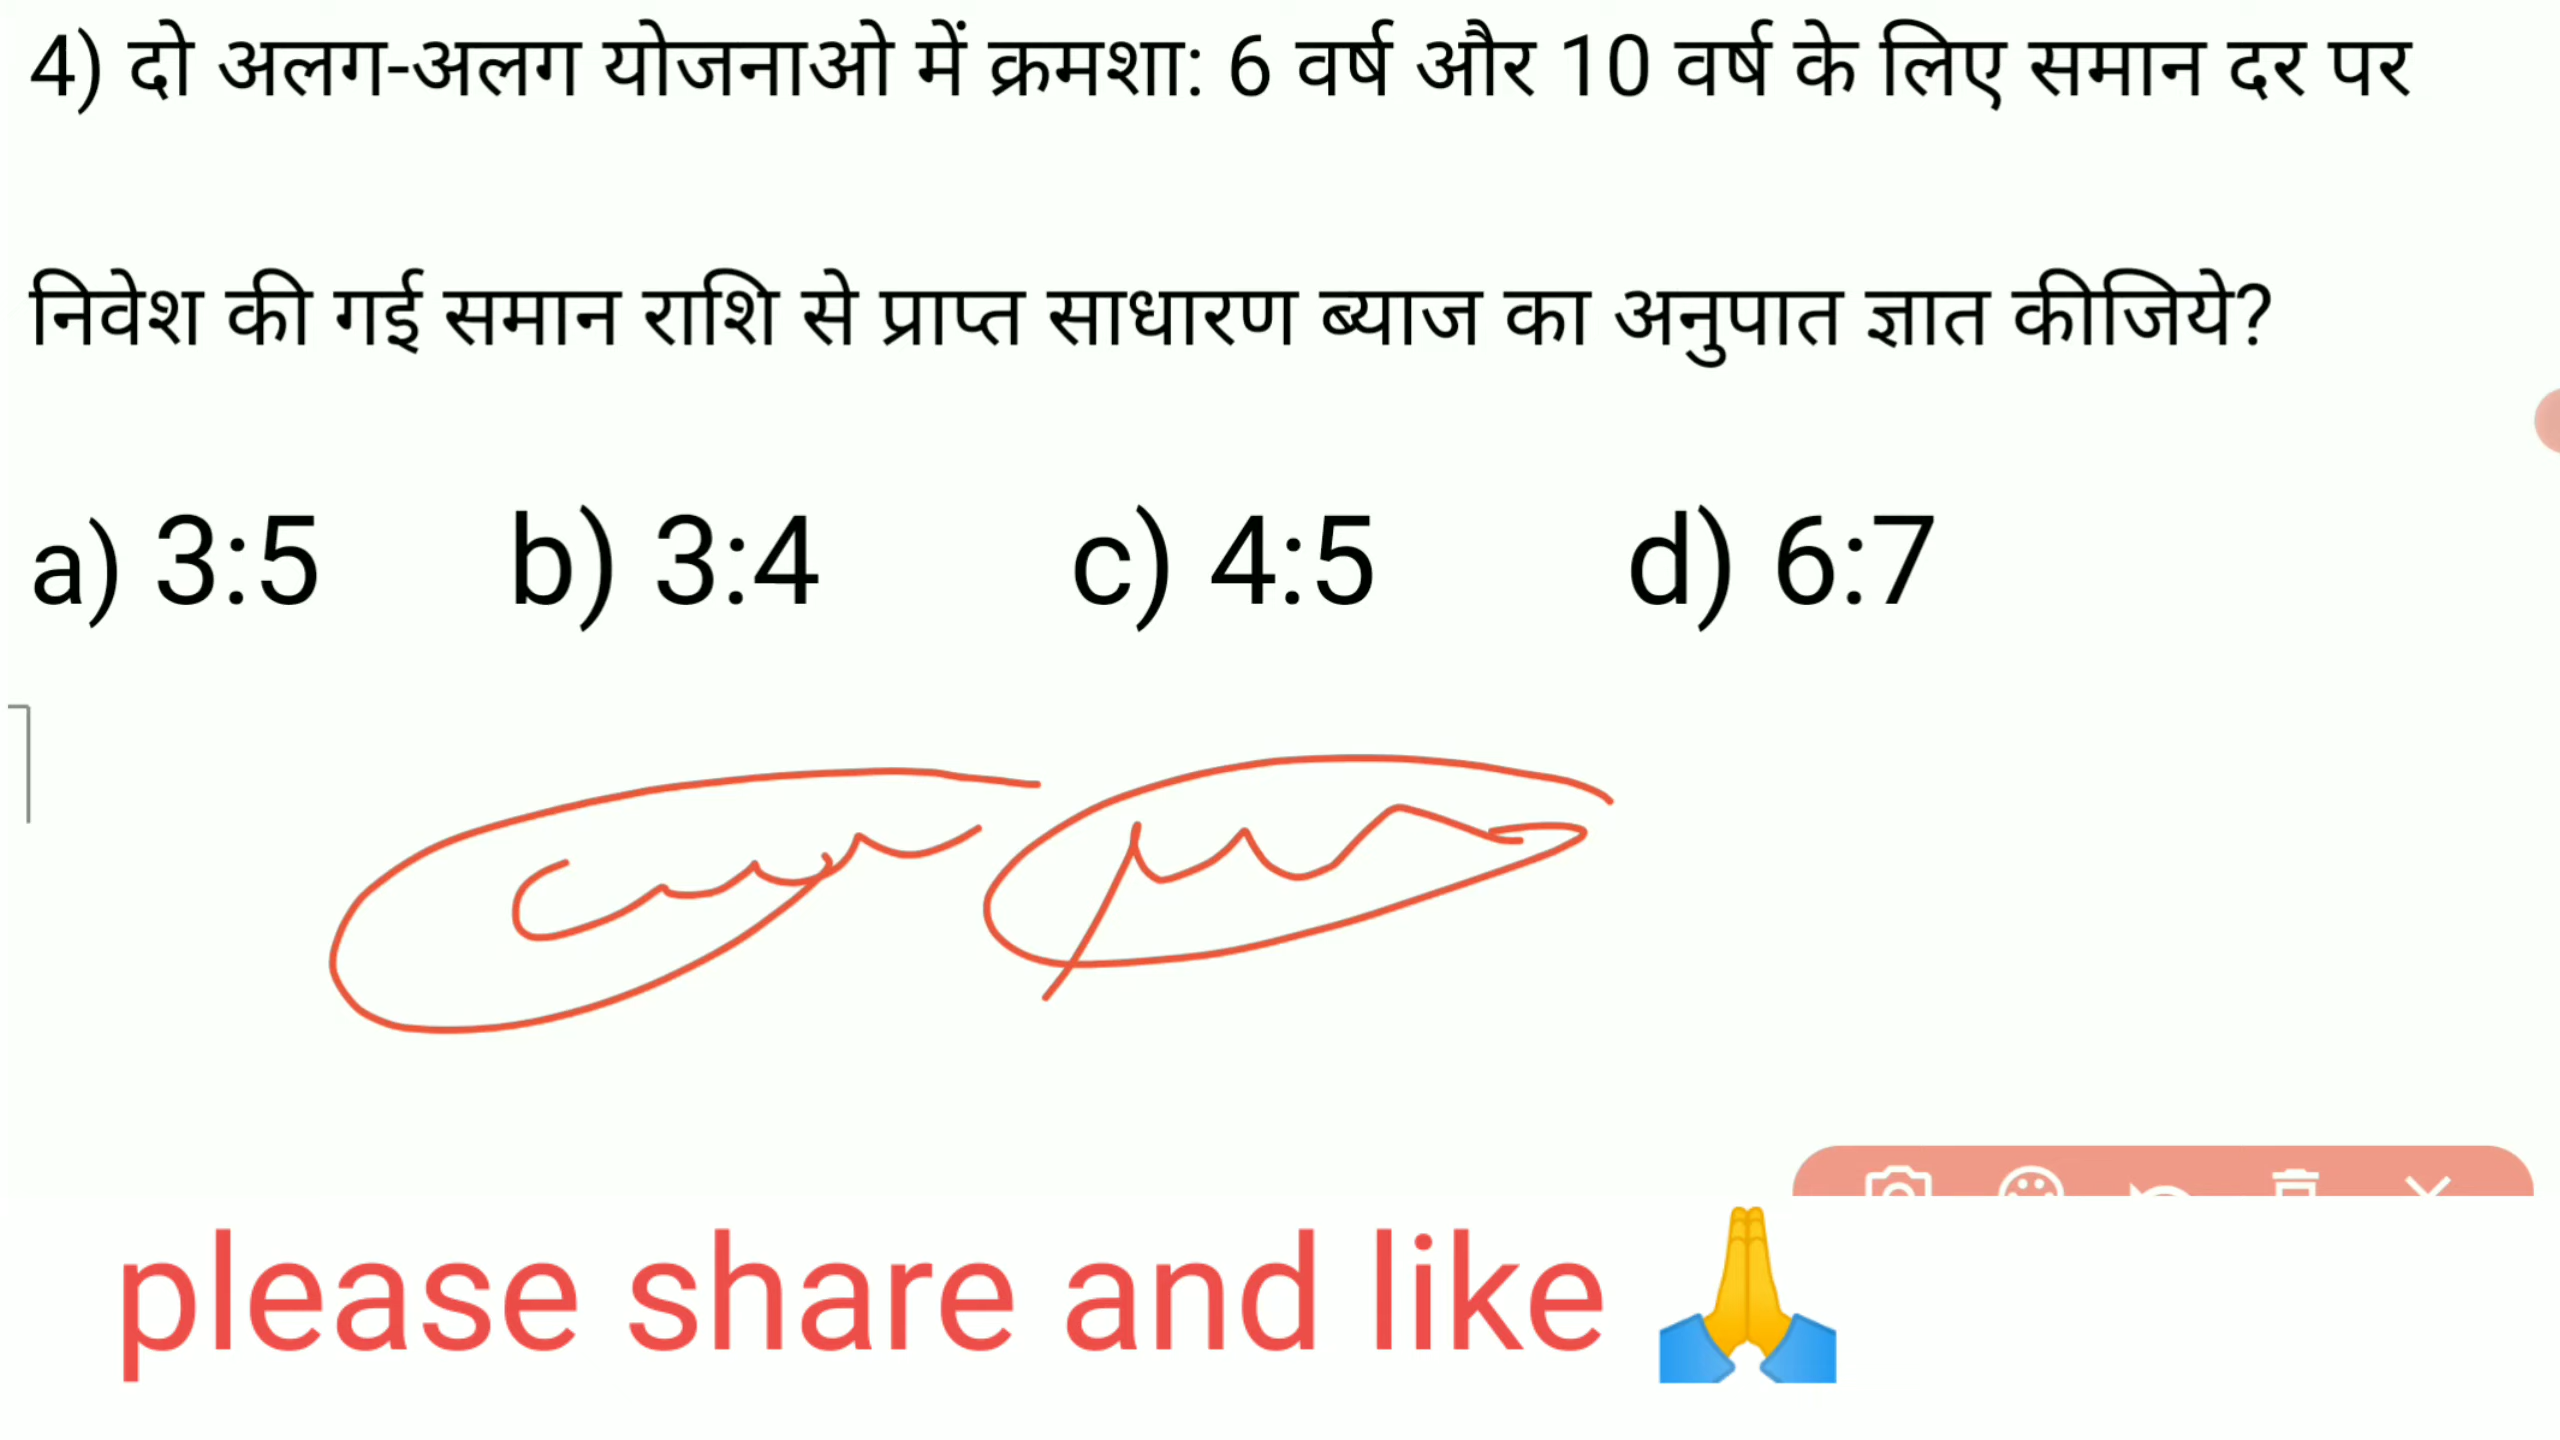 4) दो अलग-अलग योजनाओ में क्रमशा: 6 वर्ष और 10 वर्ष के लिए समान दर पर
निवेश की गई समान राशि से प्राप्त साधारण ब्याज का अनुपात ज्ञात कीजिये?
a) 3:5 b) 3:4 c) 4:5 d) 6:7
please share and like 🙏